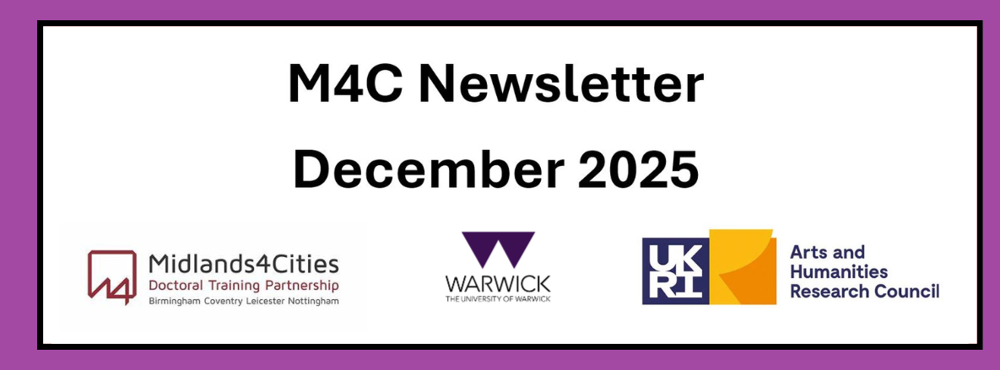 M4C Newsletter
December 2025
Midlands4Cities
Doctoral Training Partnership
Birmingham Coventry Leicester Nottingham
WARWICK
THE UNIVERSITY OF WARWICK
UK
RI
Arts and
Humanities
Research Council